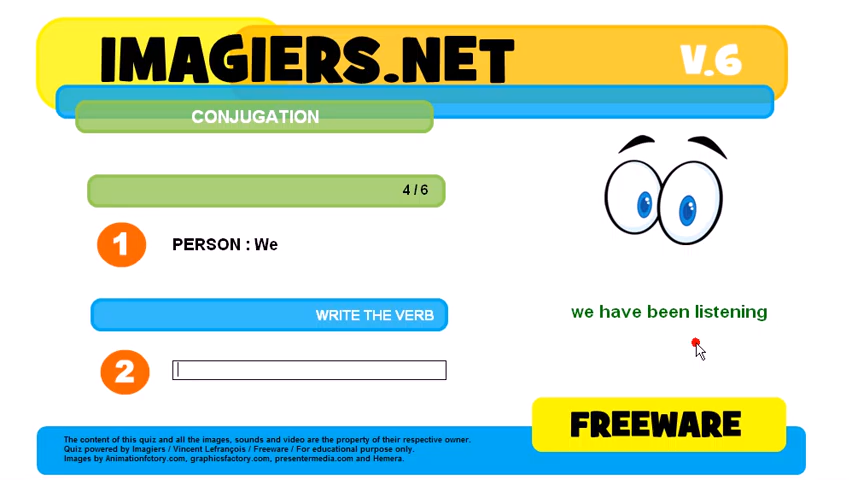 IMAGIERS.NET
V.6
CONJUGATION
4 / 6
1
PERSON : We
WRITE THE VERB
we have been listening
2
FREEWARE
The content of this quiz and all the images, sounds and video are the property of their respective owner.
Quiz powered by Imagiers / Vincent Lefrançois / Freeware / For educational purpose only.
Images by Animationfctory.com, graphicsfactory.com, presentermedia.com and Hemera.